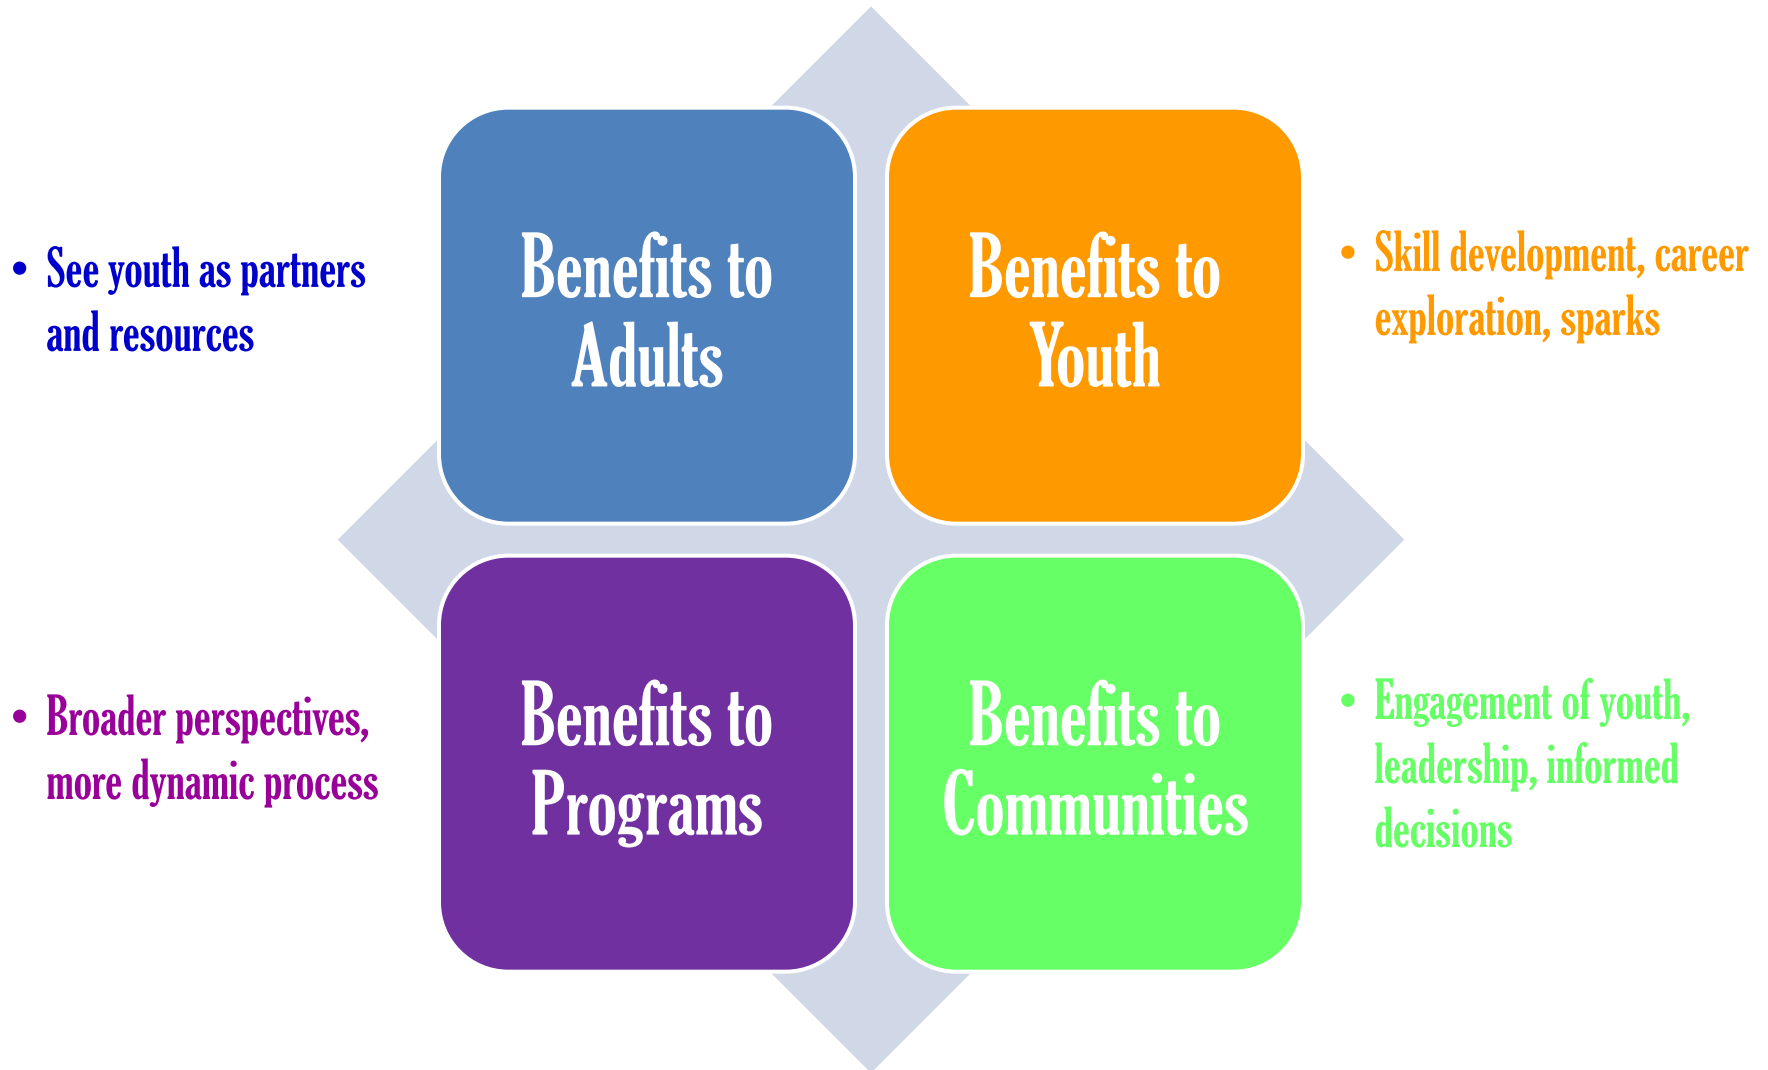 • See youth as partners
and resources
Benefits to
Adults
Benefits to
Youth
• Skill development, career
exploration, sparks
• Broader perspectives,
more dynamic process
Benefits to
Programs
Benefits to
Communities
• Engagement of youth,
leadership, informed
decisions